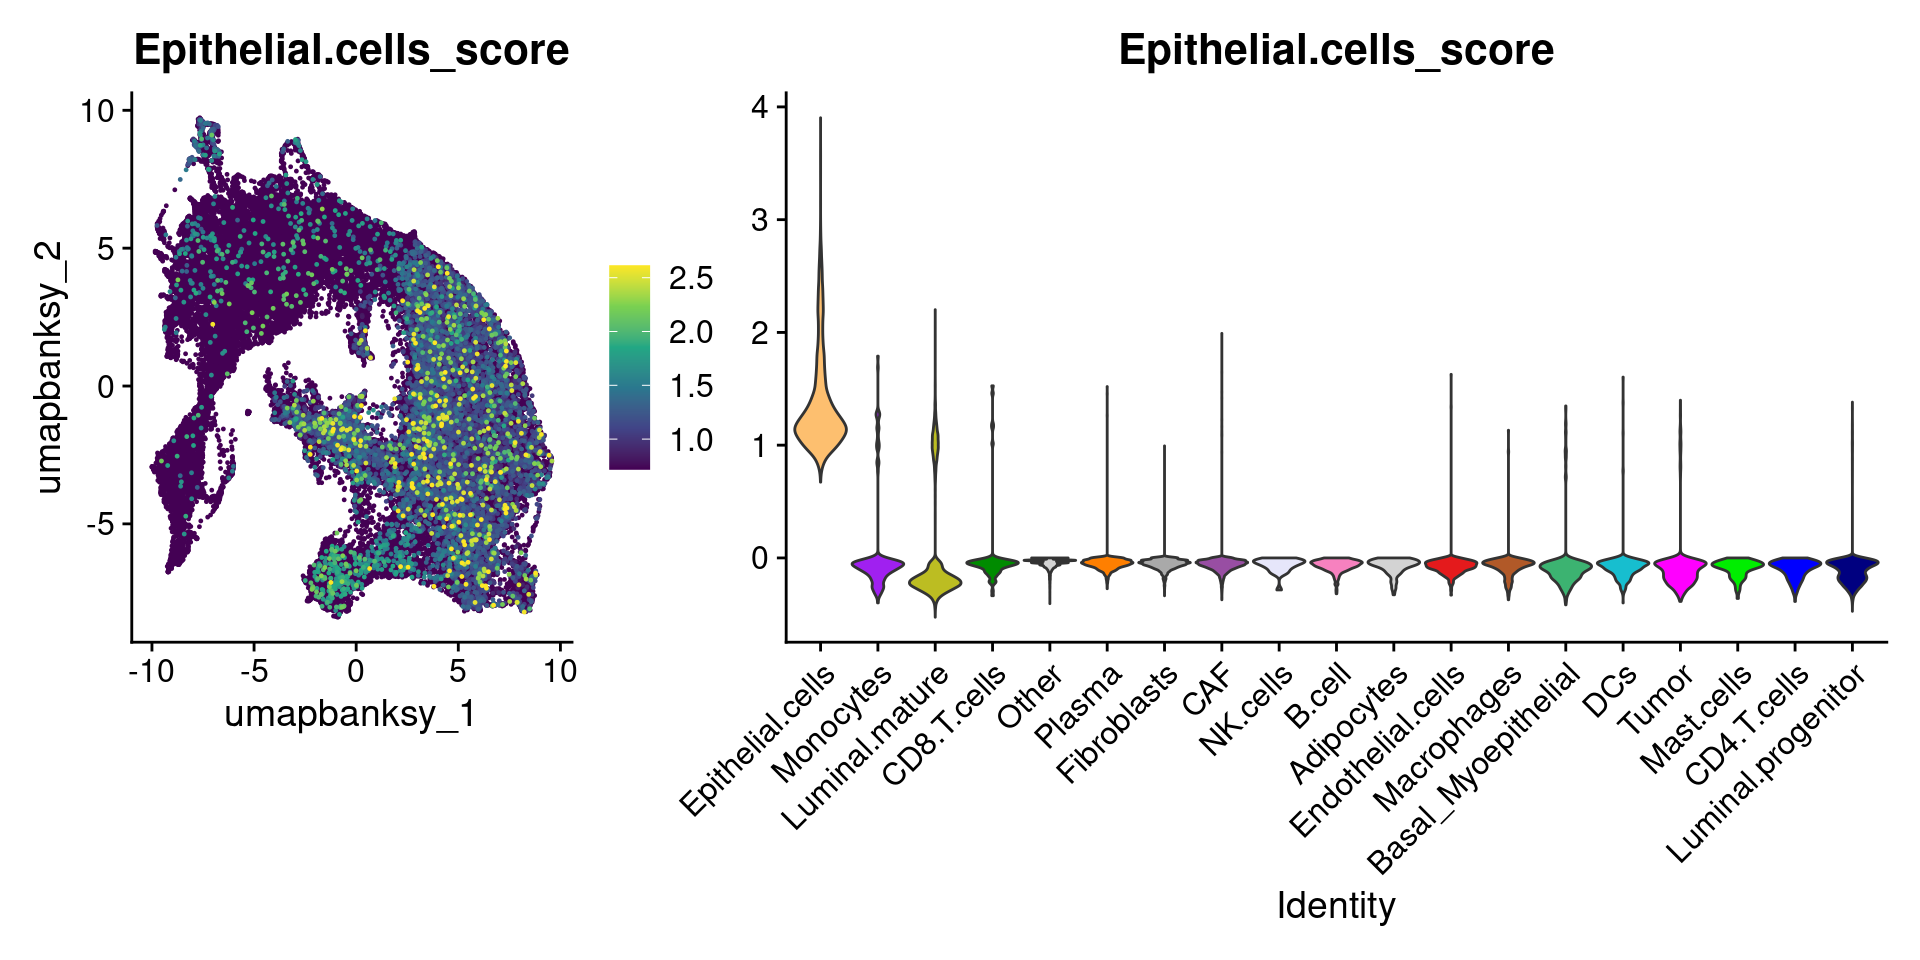 Epithelial.cells_score
10
5
0
-5
umapbanksy_2
-10
-5
0
5
10
umapbanksy_1
2.5
2.0
1.5
1.0
Epithelial.cells_score
4
3
2
1
0
Epithelial.cells
Monocytes
Luminal.mature
CD8.T.cells
Other
Plasma
Fibroblasts
CAF
NK.cells
B.cell
Adipocytes
Endothelial.cells
Macrophages
Basal_Myoepithelial
DCs
Tumor
Mast.cells
CD4.T.cells
Luminal.progenitor
Identity